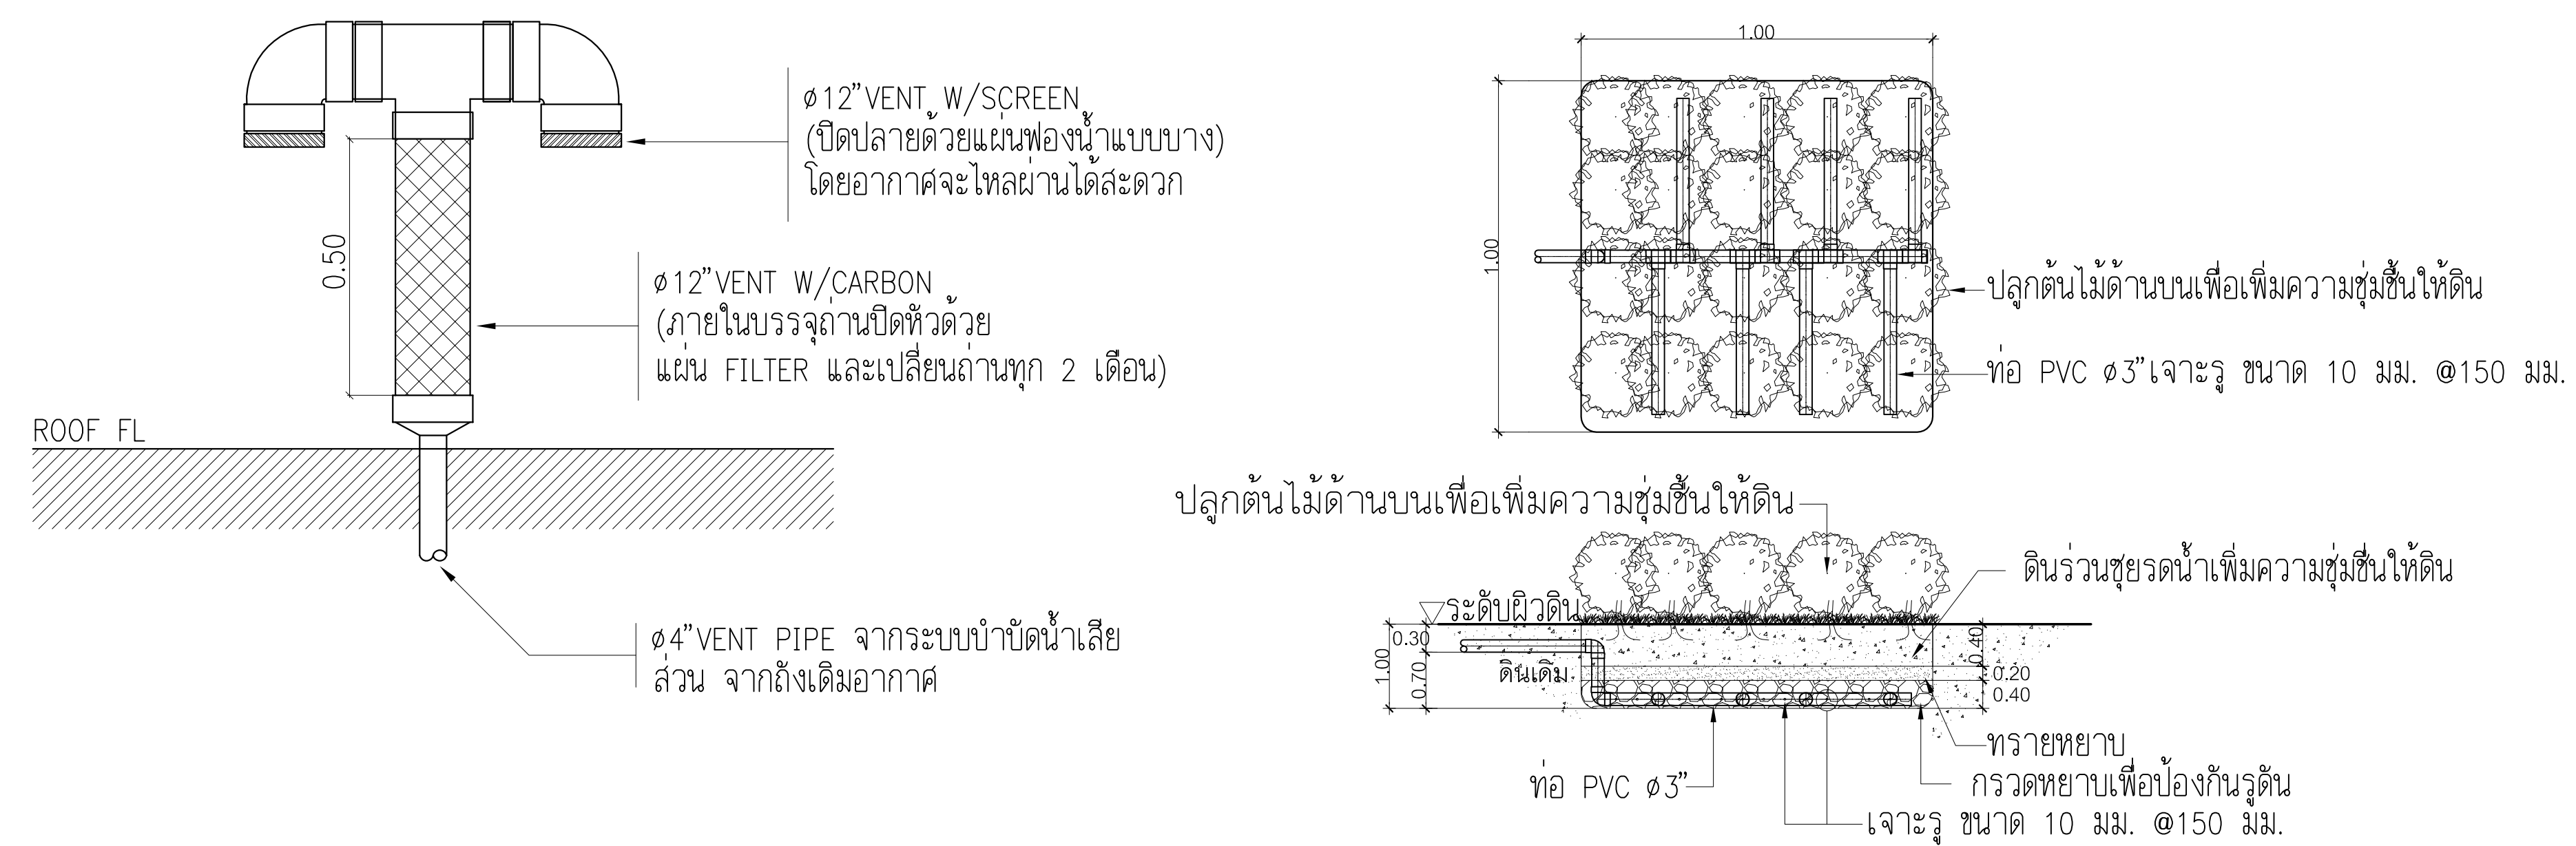 ø12"VENT W/SCREEN
(ปิดปลายด้วยแผ่นฟองน้ำแบบบาง)
โดยอากาศจะไหลผ่านได้สะดวก
0.50
ø12"VENT W/CARBON
(ภายในบรรจุถ่านปิดหัวด้วย
แผ่น FILTER และเปลี่ยนถ่านทุก 2 เดือน)
ROOF FL
ø4"VENT PIPE จากระบบบำบัดน้ำเสีย
ส่วน จากถังเติมอากาศ
1.00
1.00
ปลูกต้นไม้ด้านบนเพื่อเพิ่มความชุ่มชื้นให้ดิน
ท่อ PVC ø3"เจาะรู ขนาด 10 มม. @150 มม.
ปลูกต้นไม้ด้านบนเพื่อเพิ่มความชุ่มชื้นให้ดิน
ดินร่วนซุยรดน้ำเพิ่มความชุ่มชื่นให้ดิน
ระดับผิวดิน
0.30
0.40
1.00
0.70
ดินเดิม
0.20
0.40
ทรายหยาบ
ท่อ PVC ø3"
กรวดหยาบเพื่อป้องกันรูตัน
เจาะรู ขนาด 10 มม. @150 มม.